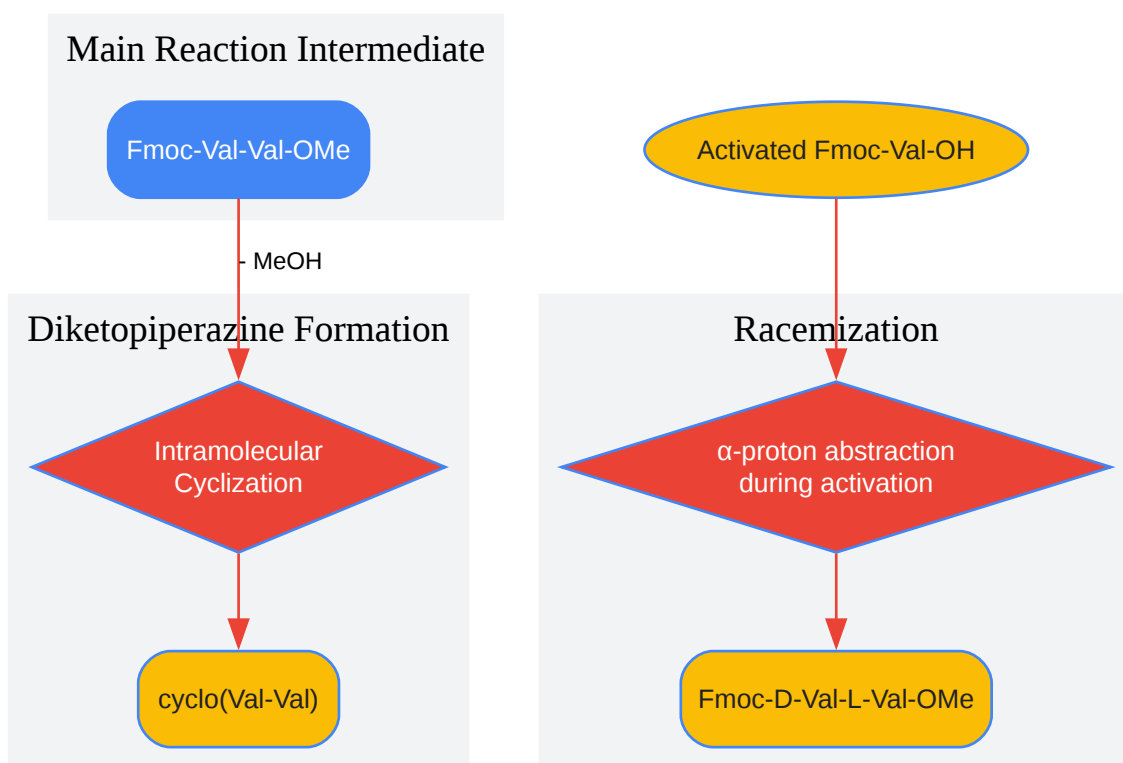 Main Reaction Intermediate
Fmoc-Val-Val-OMe
Activated Fmoc-Val-OH
- MeOH
Diketopiperazine Formation
Racemization
Intramolecular
Cyclization
α-proton abstraction
during activation
cyclo(Val-Val)
Fmoc-D-Val-L-Val-OMe